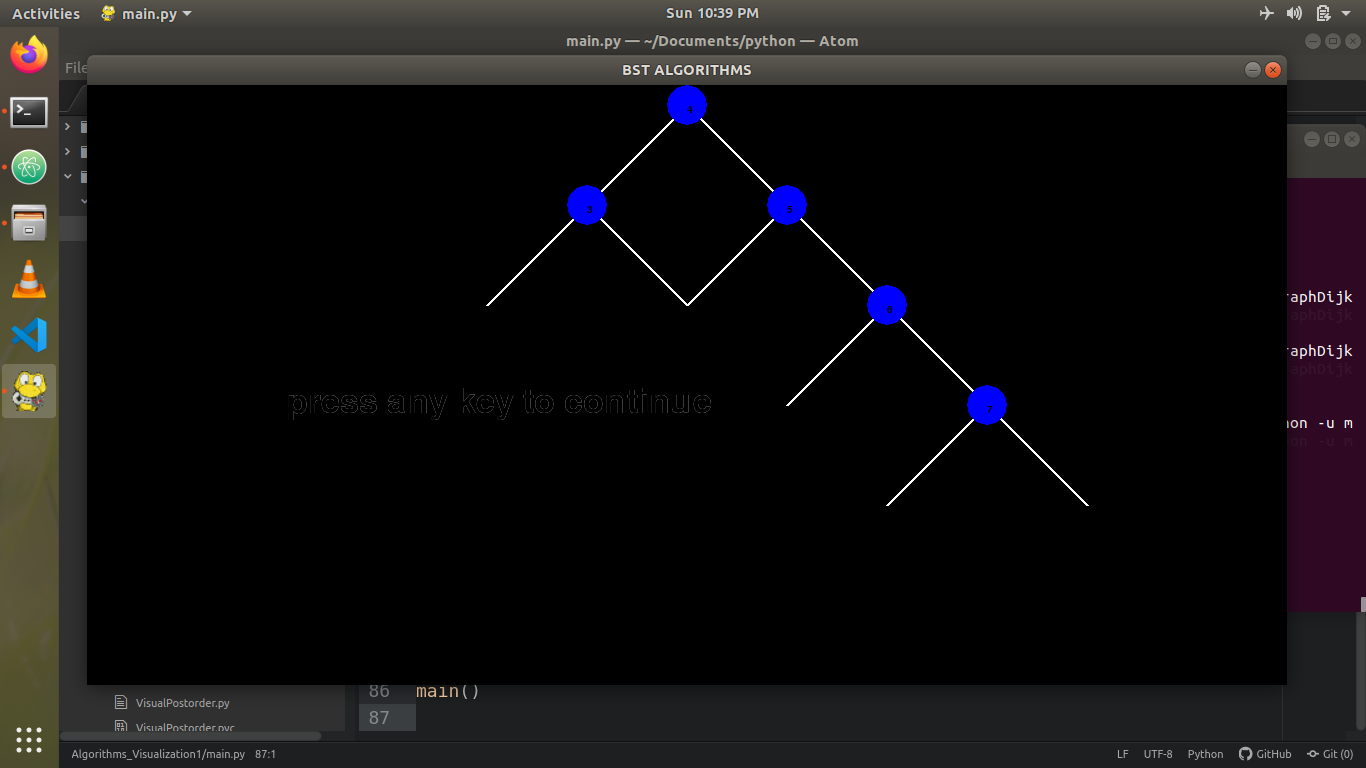 Activities main.py Sun 10:39 PM
main.py — ~/Documents/python — Atom
File
BST ALGORITHMS
4
3 5
6
7
press any key to continue
raphDijk
raphDijk
raphDijk
raphDijk
hon -u m
hon -u m
VisualPostorder.py
VisualPostorder.pyc
86 main()
87
Algorithms_Visualization1/main.py 87:1 LF UTF-8 Python GitHub Git (0)